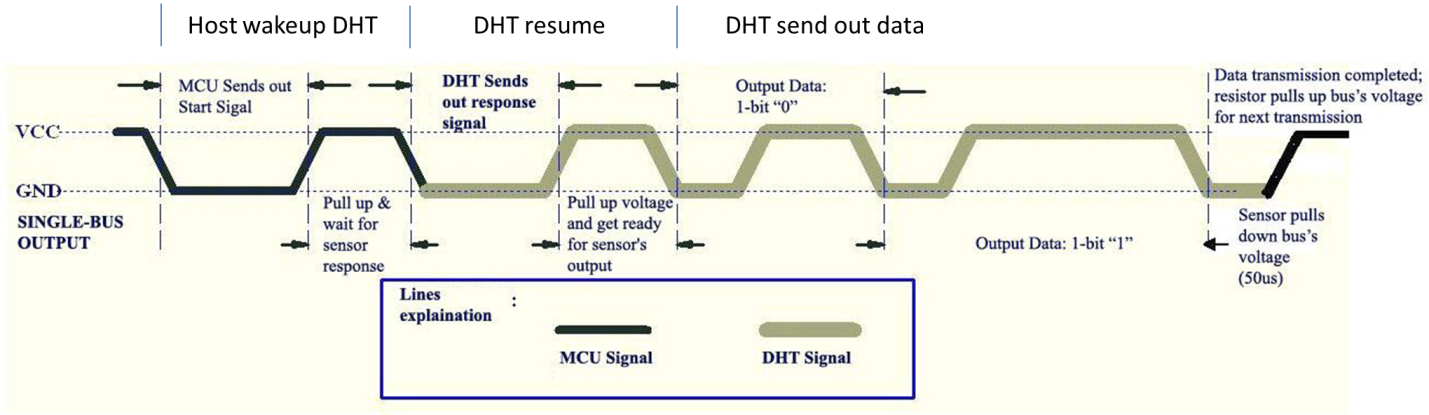 Host wakeup DHT
DHT resume
DHT send out data
MCU Sends out
Start Sigal
DHT Sends
out response
signal
Output Data:
1-bit “0”
Data transmission completed;
resistor pulls up bus's voltage
for next transmission
VCC
GND
SINGLE-BUS
OUTPUT
Pull up &
wait for
sensor
response
Pull up voltage
and get ready
for sensor's
output
Output Data: 1-bit “1”
Sensor pulls
down bus's
voltage
(50us)
Lines
explaination :
MCU Signal
DHT Signal